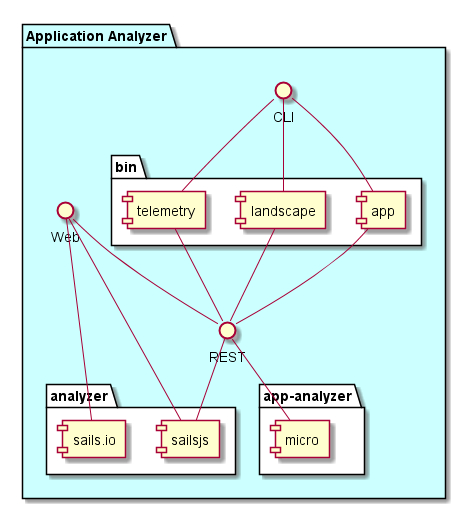 Application Analyzer
CLI
bin
telemetry
landscape
app
Web
REST
analyzer
app-analyzer
sails.io
sailsjs
micro